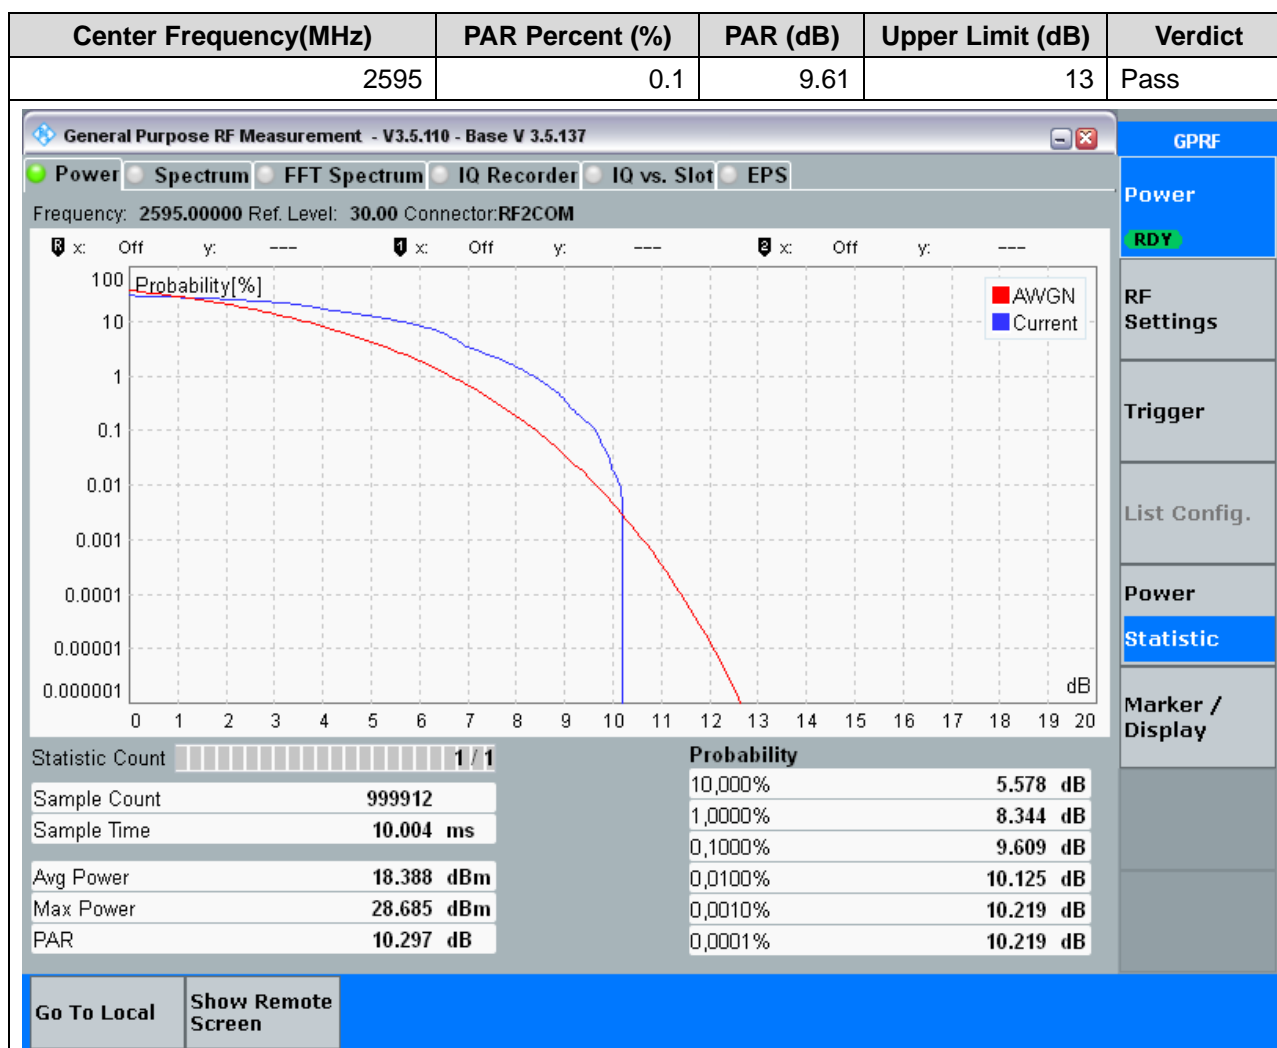 Center Frequency(MHz) PAR Percent (%) PAR (dB) Upper Limit (dB) Verdict
2595 0.1 9.61 13 Pass
General Purpose RF Measurement - V3.5.110 - Base V 3.5.137
GPRF
Power Spectrum FFT Spectrum IQ Recorder IQ vs. Slot EPS
Frequency: 2595.00000 Ref. Level: 30.00 Connector:RF2COM
R x: Off y: --- 1 x: Off y: --- 2 x: Off y: ---
Probability[%]
100
10
1
0.1
0.01
0.001
0.0001
0.00001
0.000001
AWGN
Current
dB
0 1 2 3 4 5 6 7 8 9 10 11 12 13 14 15 16 17 18 19 20
Statistic Count 1 / 1
Sample Count 999912
Sample Time 10.004 ms
Avg Power 18.388 dBm
Max Power 28.685 dBm
PAR 10.297 dB
Probability
10,000% 5.578 dB
1,0000% 8.344 dB
0,1000% 9.609 dB
0,0100% 10.125 dB
0,0010% 10.219 dB
0,0001% 10.219 dB
Power
RDY
RF
Settings
Trigger
List Config.
Power
Statistic
Marker /
Display
Go To Local
Show Remote
Screen